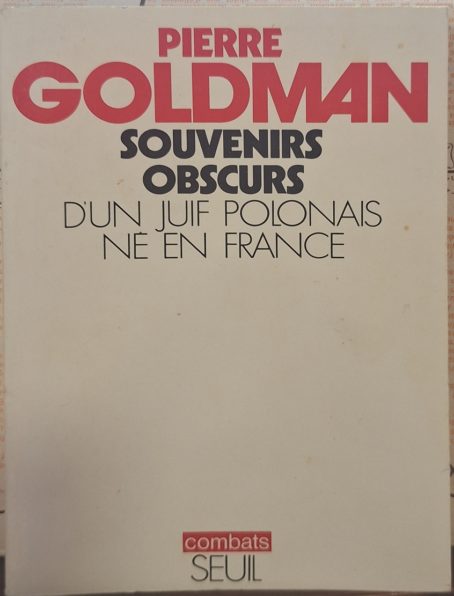 PIERRE
GOLDMAN
SOUVENIRS
OBSCURS
D'UN JUIF POLONAIS
NÉ EN FRANCE
combats
SEUIL